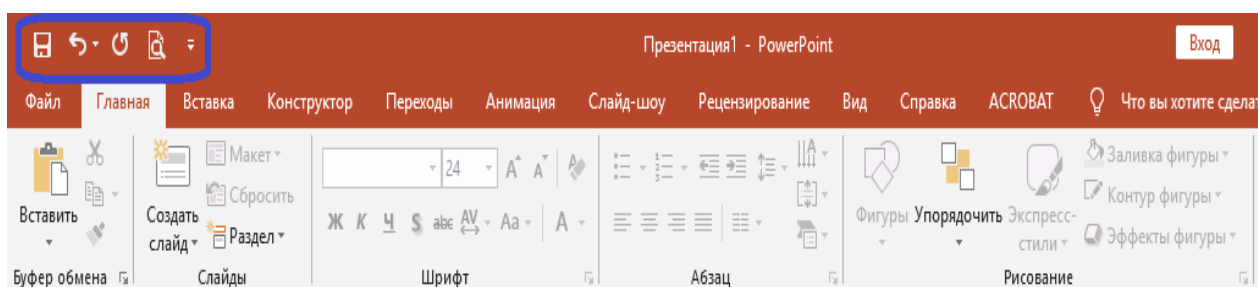 Презентация1 - PowerPoint
Вход
Файл Главная Вставка Конструктор Переходы Анимация Слайд-шоу Рецензирование Вид Справка ACROBAT Что вы хотите сделат
Вставить
Создать слайд
Макет
Сбросить
Раздел
24
Ж К Ч S abc AV Aa А
Фигуры Упорядочить Экспресс-стили
Заливка фигуры
Контур фигуры
Эффекты фигуры
Буфер обмена Слайды Шрифт Абзац Рисование